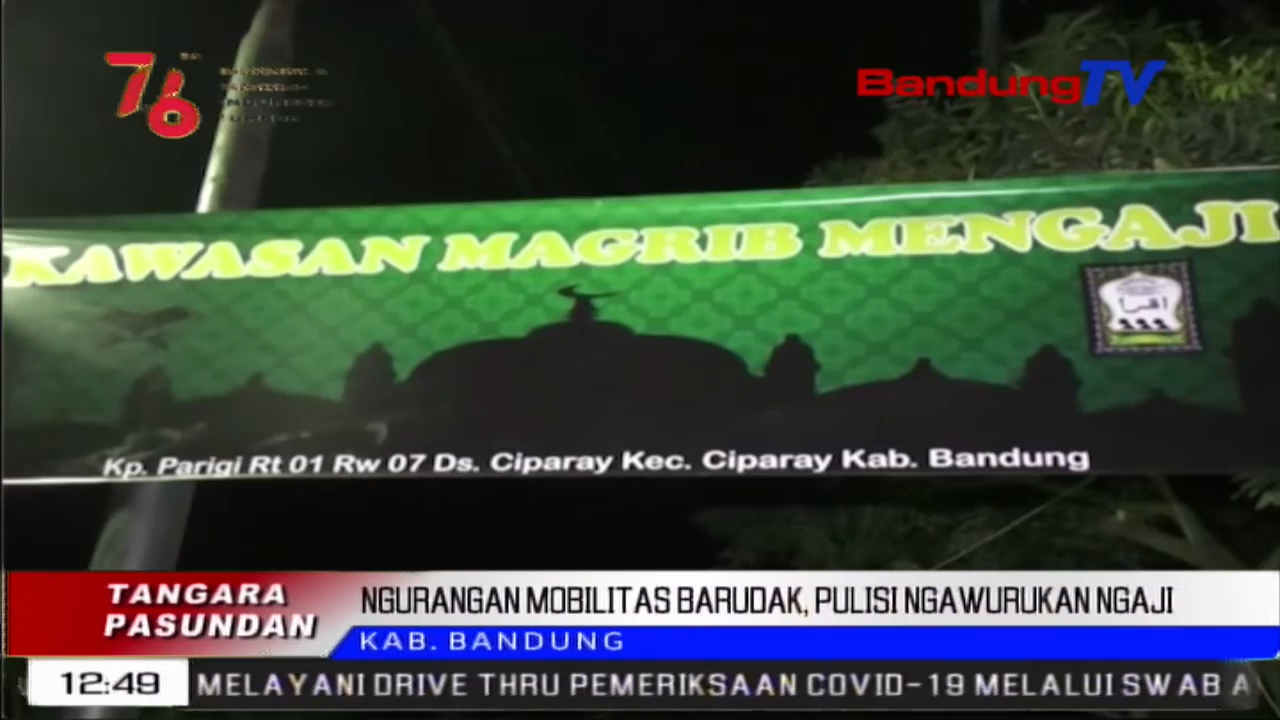 76
BandungTV
KAWASAN MAGRIB MENGAJI
اقرأ
Kp. Parigi Rt 01 Rw 07 Ds. Ciparay Kec. Ciparay Kab. Bandung
TANGARA
PASUNDAN
NGURANGAN MOBILITAS BARUDAK, PULISI NGAWURUKAN NGAJI
KAB. BANDUNG
12:49
MELAYANI DRIVE THRU PEMERIKSAAN COVID-19 MELALUI SWAB A